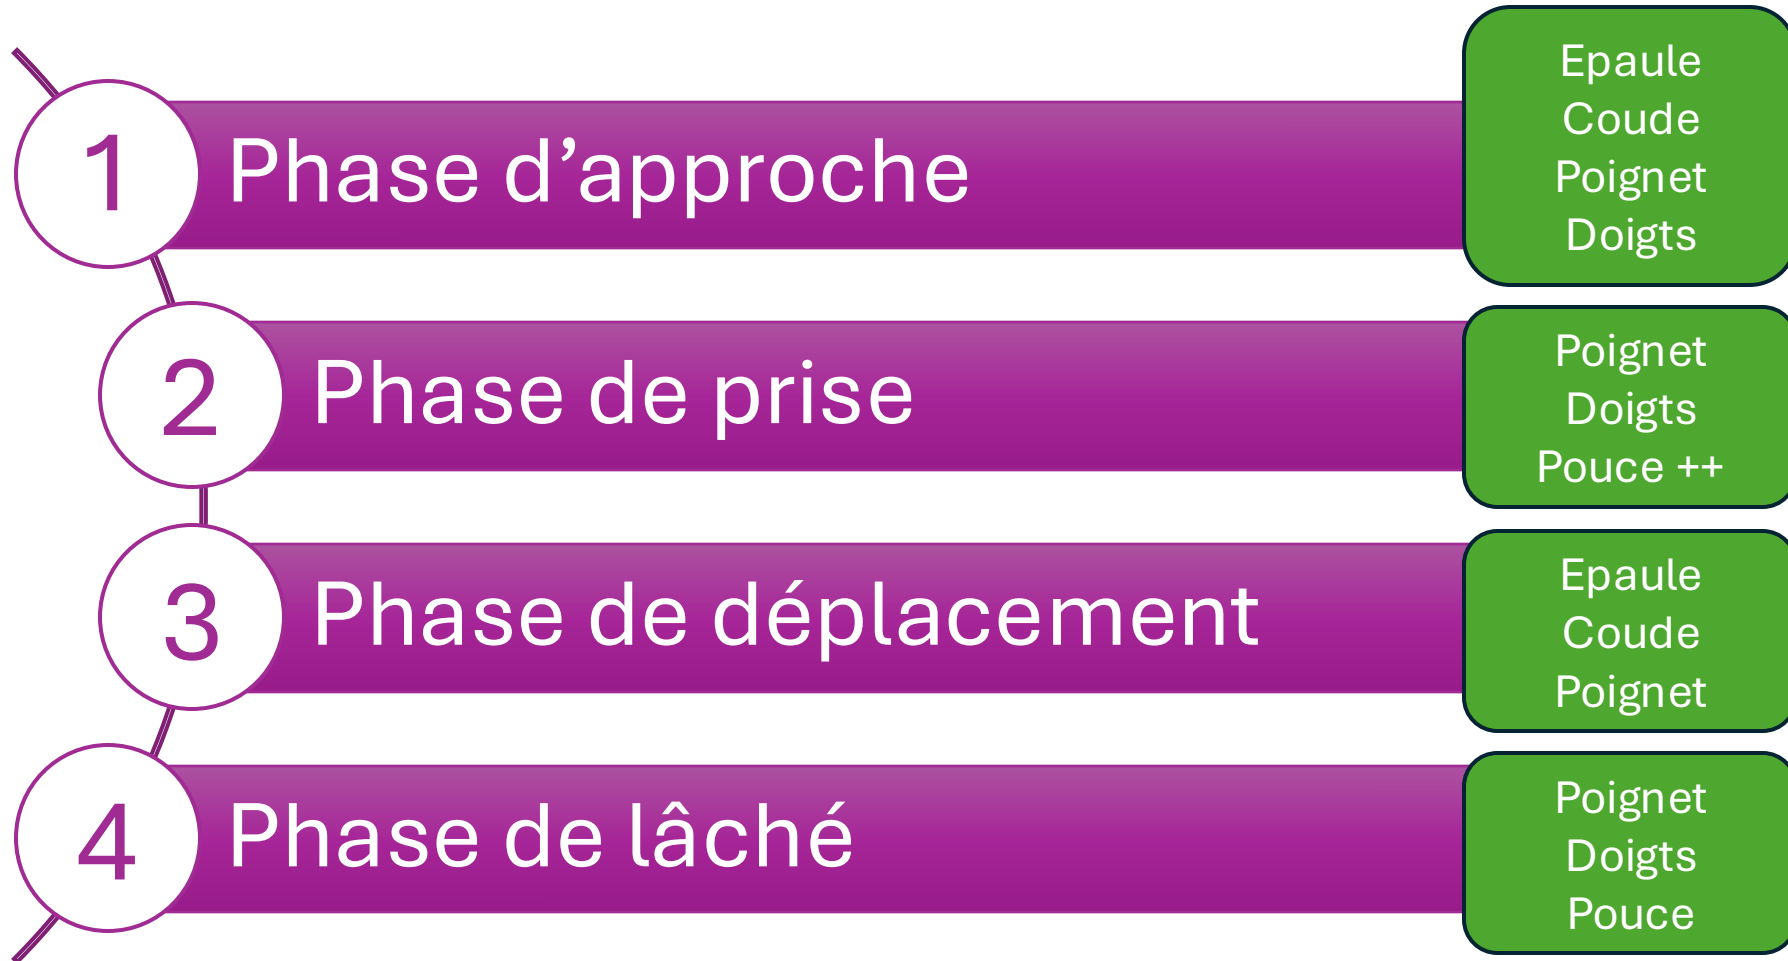 1
Phase d’approche
Epaule
Coude
Poignet
Doigts
2
Phase de prise
Poignet
Doigts
Pouce ++
3
Phase de déplacement
Epaule
Coude
Poignet
4
Phase de lâché
Poignet
Doigts
Pouce